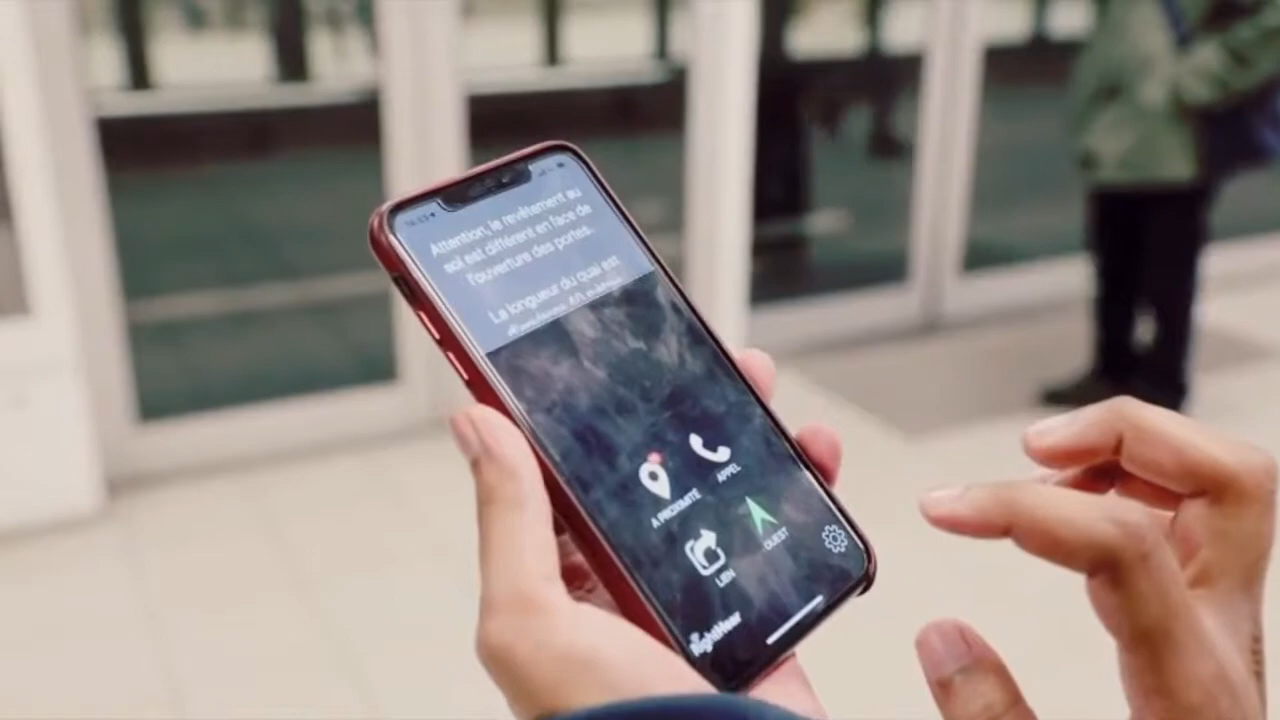 Attention, le revêtement au
sol est différent en face de
l'ouverture des portes.
La longueur du quai est
APPEL
A PROXIMITÉ
OUEST
LIEN
RightHear